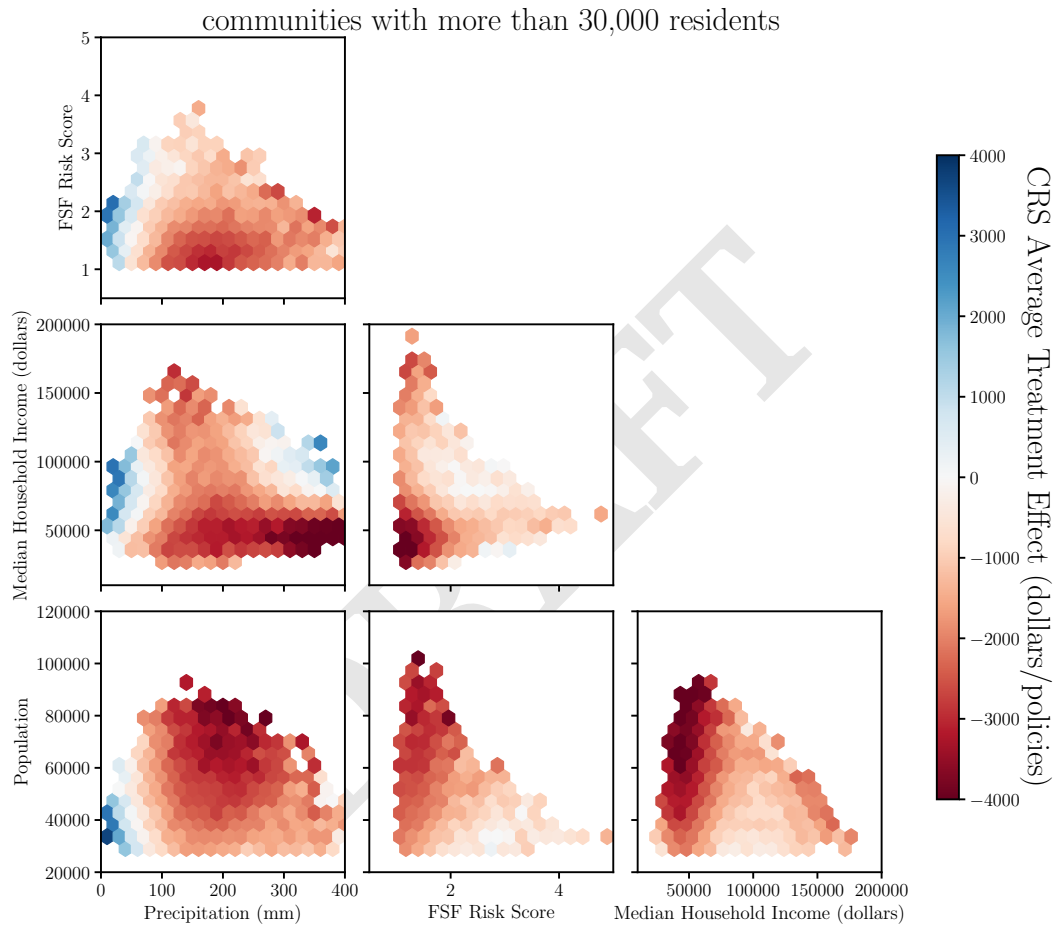 communities with more than 30,000 residents
5
4
3
2
1
FSF Risk Score
200000
150000
100000
50000
Median Household Income (dollars)
120000
100000
80000
60000
40000
20000
Population
0 100 200 300 400
Precipitation (mm)
2 4
FSF Risk Score
50000 100000 150000 200000
Median Household Income (dollars)
4000
3000
2000
1000
0
−1000
−2000
−3000
−4000
CRS Average Treatment Effect (dollars/policies)
DRAFT